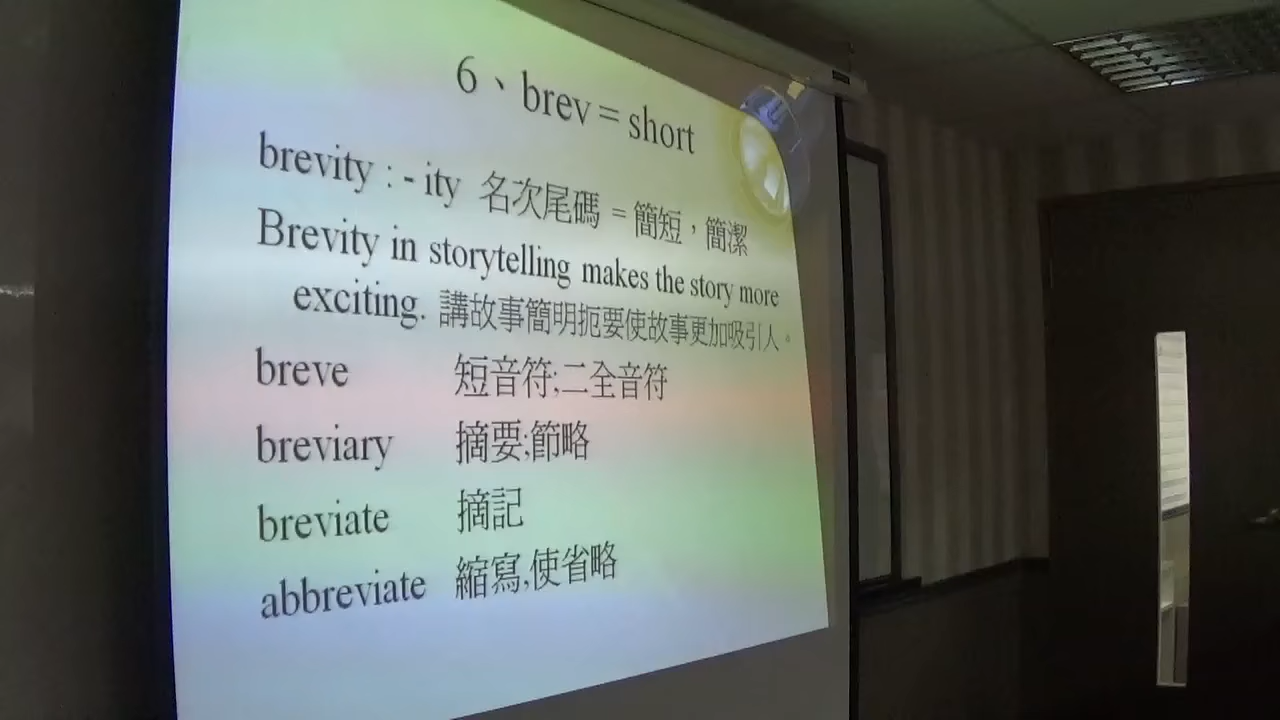 6、brev = short
brevity : - ity 名次尾碼 = 簡短，簡潔
Brevity in storytelling makes the story more
exciting. 講故事簡明扼要使故事更加吸引人。
breve 短音符;二全音符
breviary 摘要;節略
breviate 摘記
abbreviate 縮寫,使省略